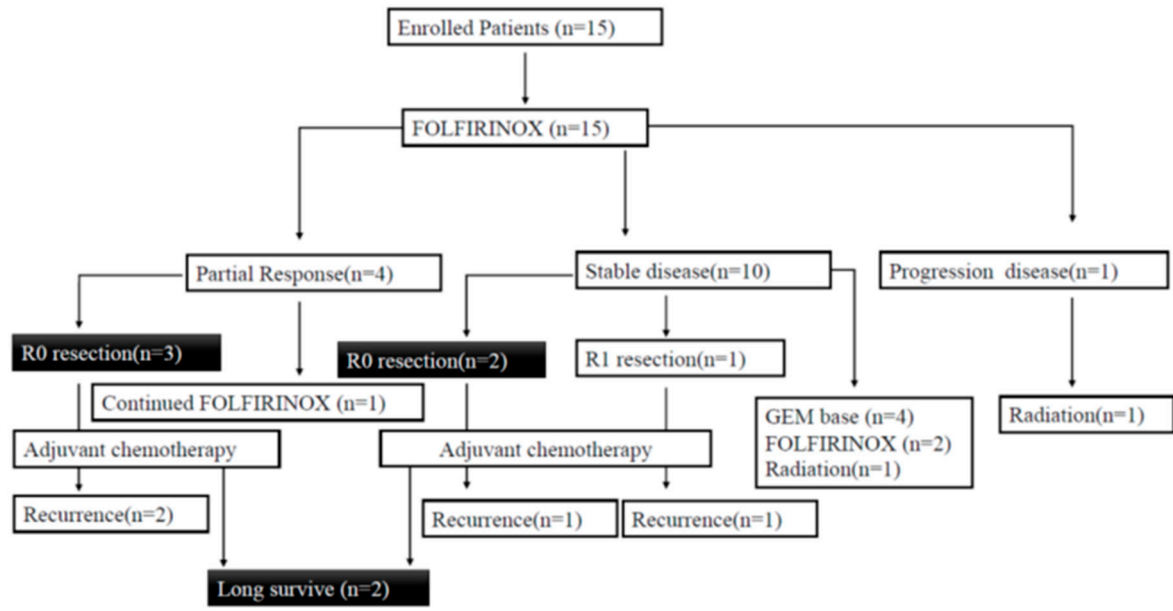 Enrolled Patients (n=15)
FOLFIRINOX (n=15)
Partial Response(n=4)
Stable disease(n=10)
Progression disease(n=1)
R0 resection(n=3)
R0 resection(n=2)
R1 resection(n=1)
Continued FOLFIRINOX (n=1)
GEM base (n=4)
FOLFIRINOX (n=2)
Radiation(n=1)
Radiation(n=1)
Adjuvant chemotherapy
Adjuvant chemotherapy
Recurrence(n=2)
Recurrence(n=1)
Recurrence(n=1)
Long survive (n=2)